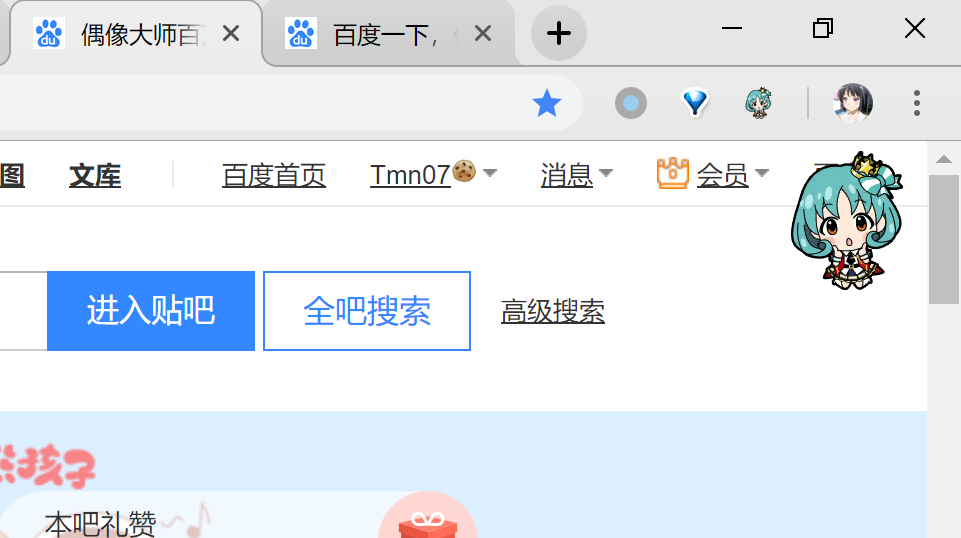 偶像大师百 百度一下，
图 文库 百度首页 Tmn07🍪 消息 会员
进入贴吧 全吧搜索 高级搜索
孩子
本吧礼赞